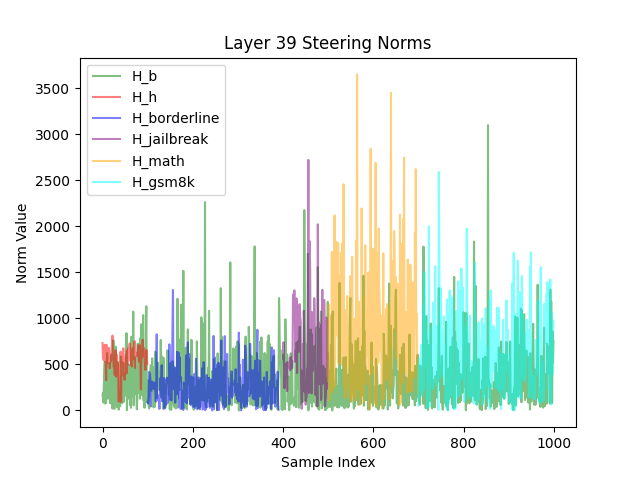 Layer 39 Steering Norms
H_b
H_h
H_borderline
H_jailbreak
H_math
H_gsm8k
Norm Value
3500
3000
2500
2000
1500
1000
500
0
0 200 400 600 800 1000
Sample Index